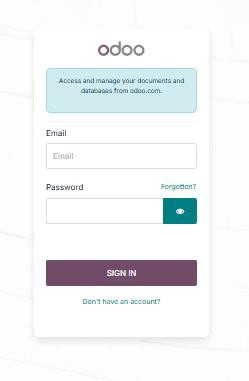 odoo
Access and manage your documents and
databases from odoo.com.
Email
Email
Password
Forgotten?
SIGN IN
Don't have an account?